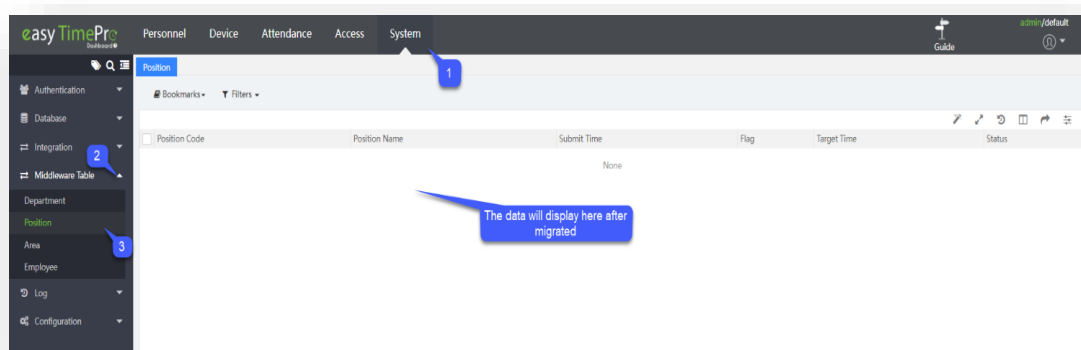 easy TimePro
Dashboard
Personnel Device Attendance Access System
Guide
admin/default
1
Position
Bookmarks
Filters
Authentication
Database
Integration
2
Middleware Table
Department
Position
3
Area
Employee
Log
Configuration
Position Code Position Name Submit Time Flag Target Time Status
None
The data will display here after
migrated